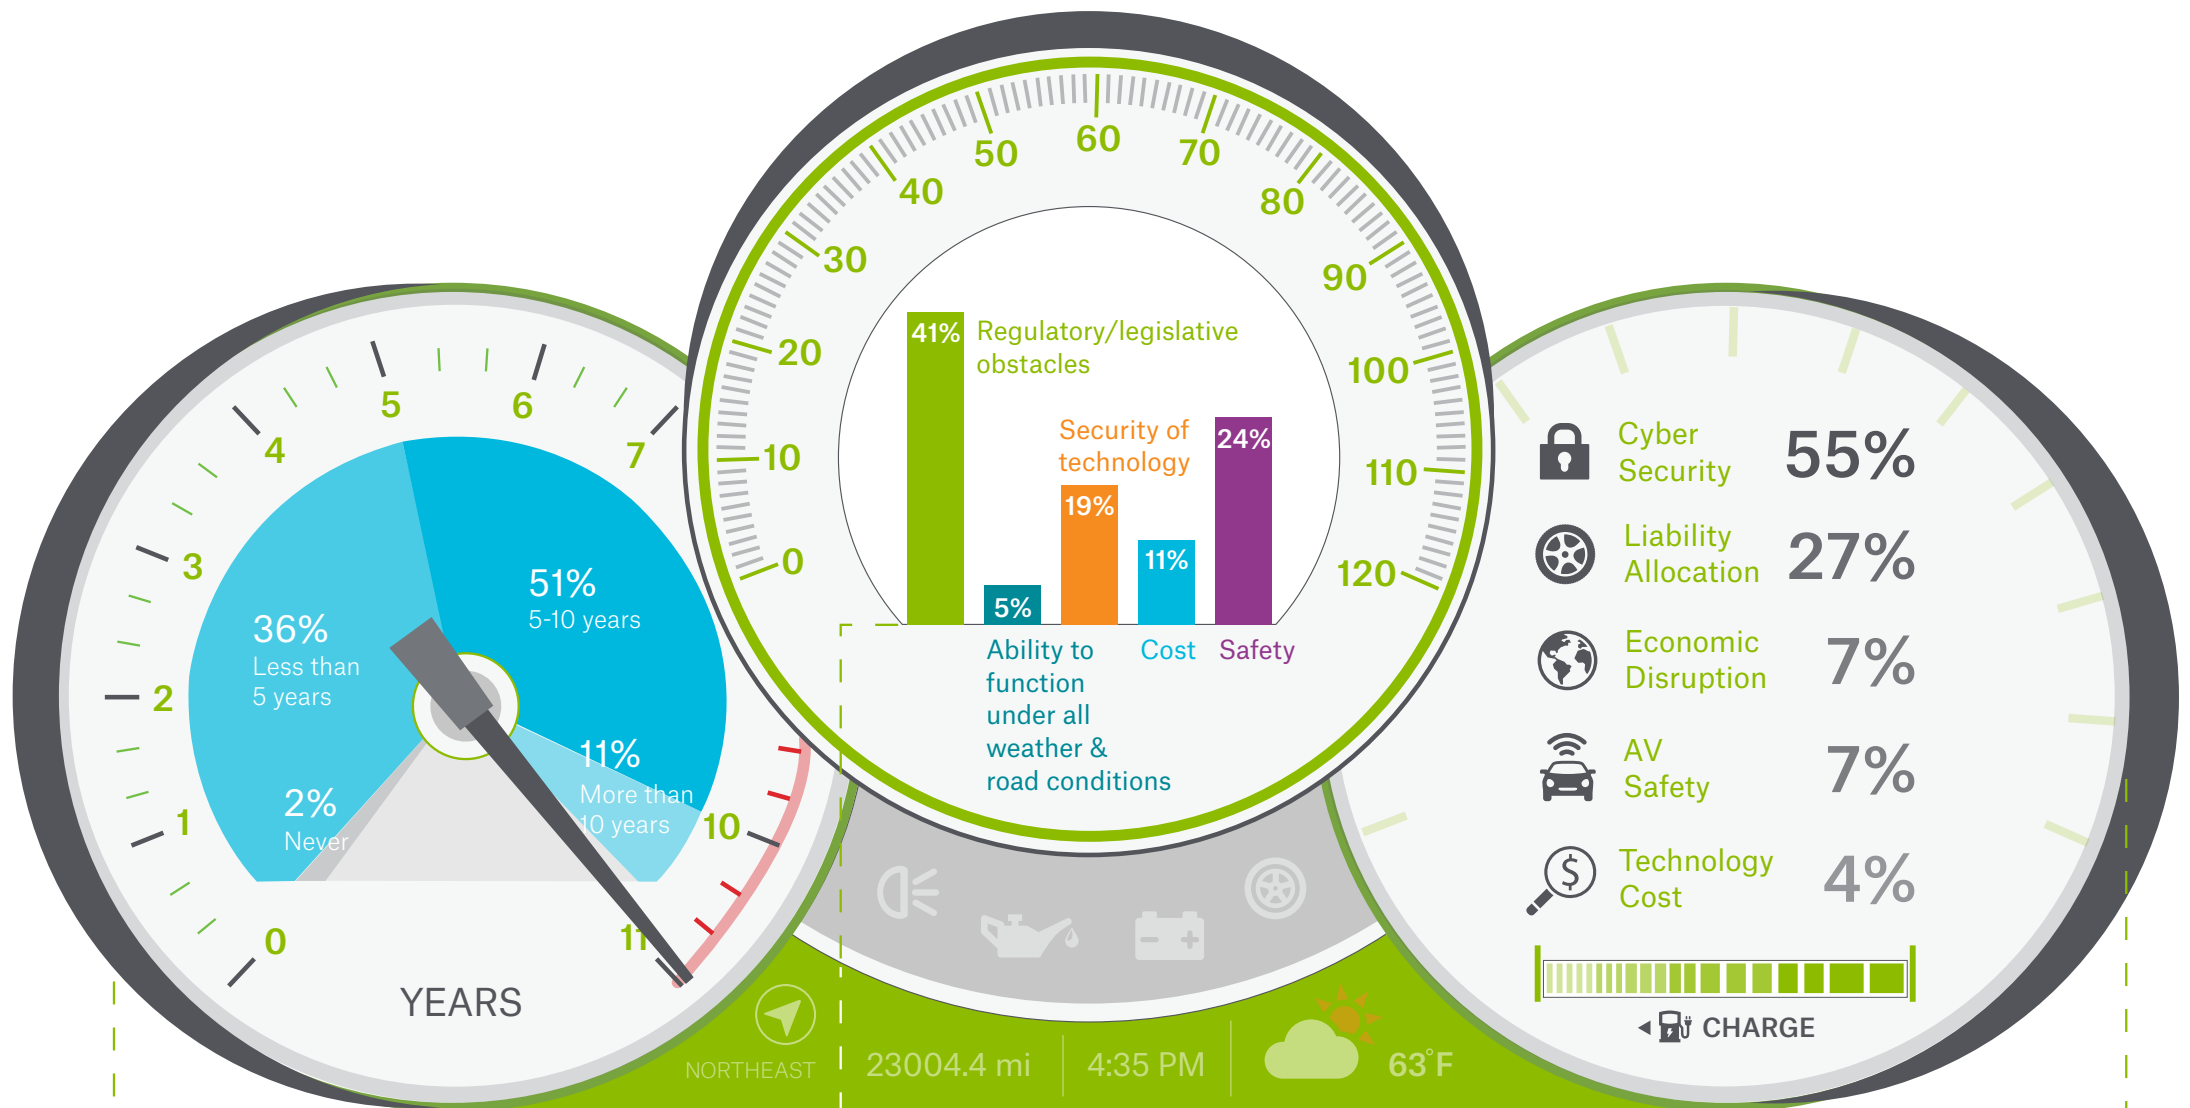 0
1
2
3
4
5
6
7
10
11
36%
Less than
5 years
51%
5-10 years
11%
More than
10 years
2%
Never
YEARS
0
10
20
30
40
50
60
70
80
90
100
110
120
41%
Regulatory/legislative
obstacles
5%
Ability to
function
under all
weather &
road conditions
Security of
technology
19%
11%
Cost
24%
Safety
Cyber
Security
55%
Liability
Allocation
27%
Economic
Disruption
7%
AV
Safety
7%
$
Technology
Cost
4%
CHARGE
NORTHEAST
23004.4 mi
4:35 PM
63°F